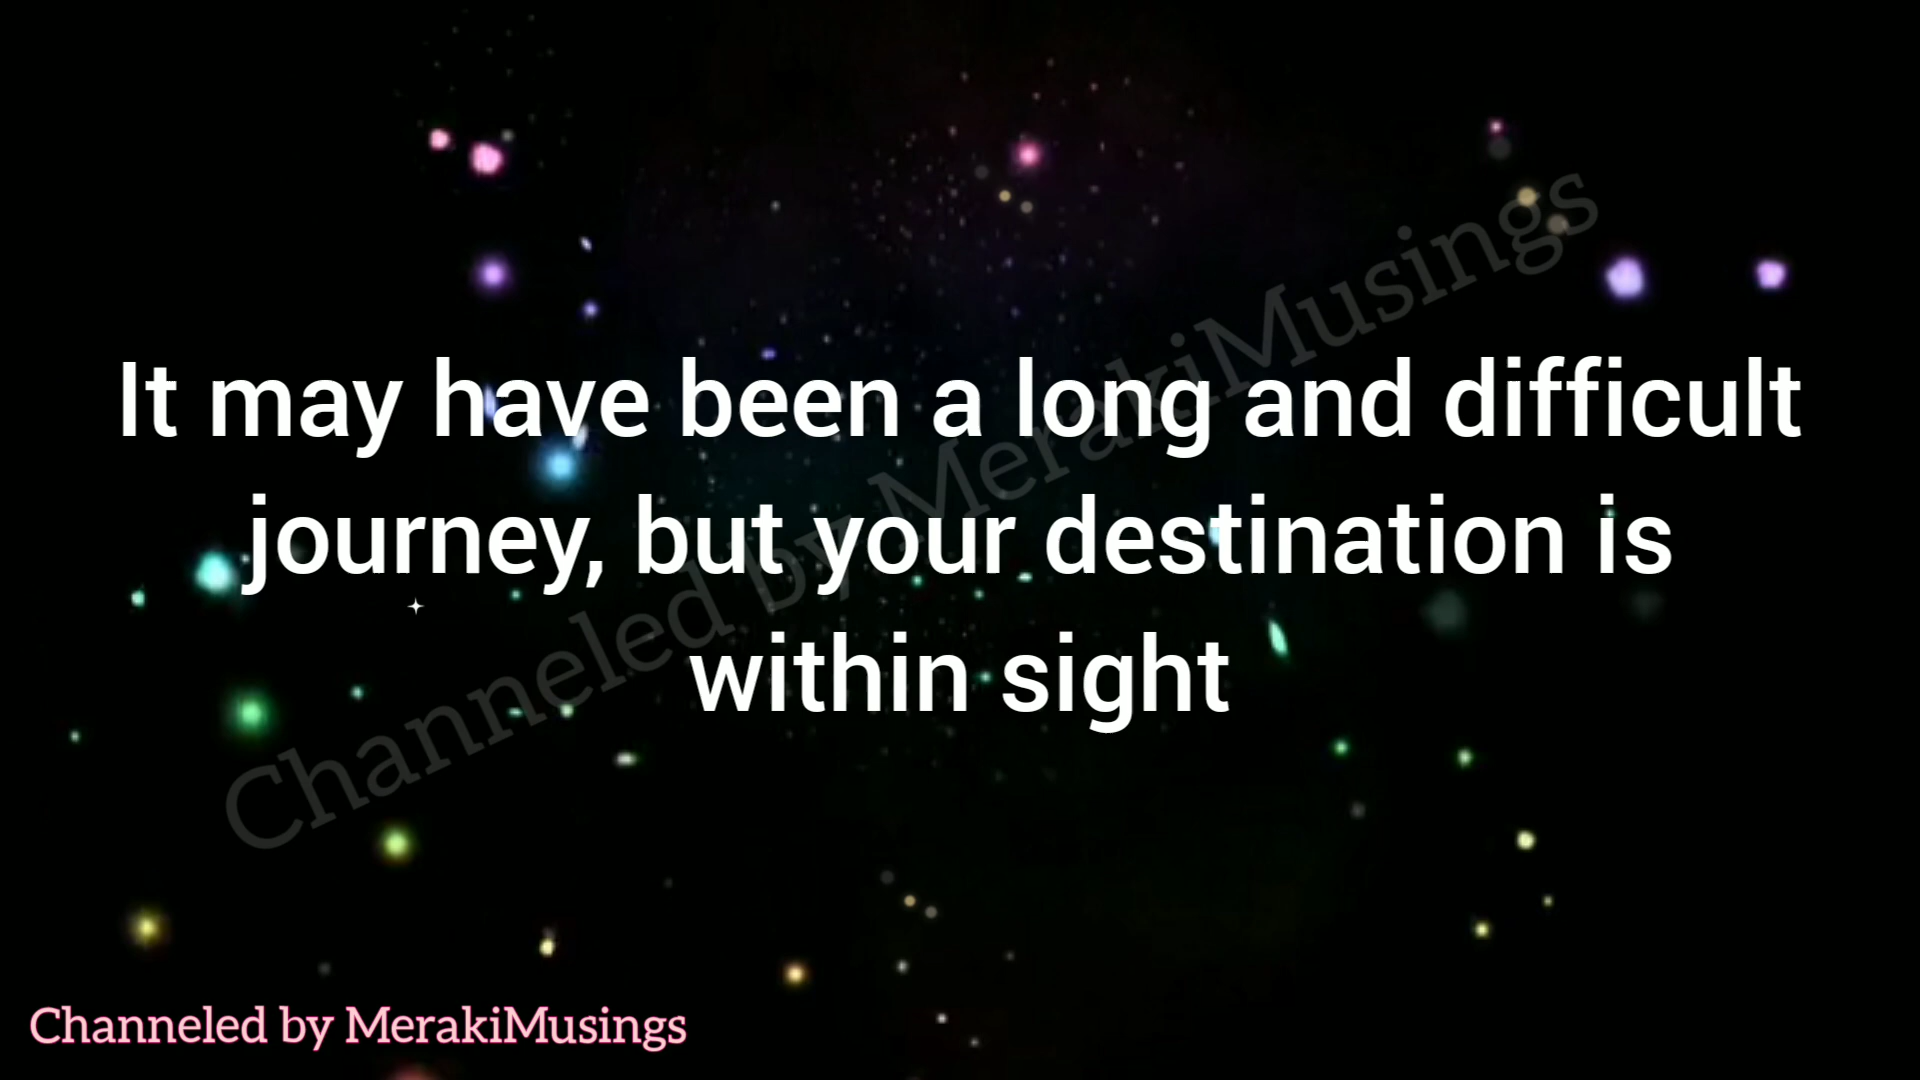 It may have been a long and difficult
journey, but your destination is
within sight
Channeled by MerakiMusings
Channeled by MerakiMusings